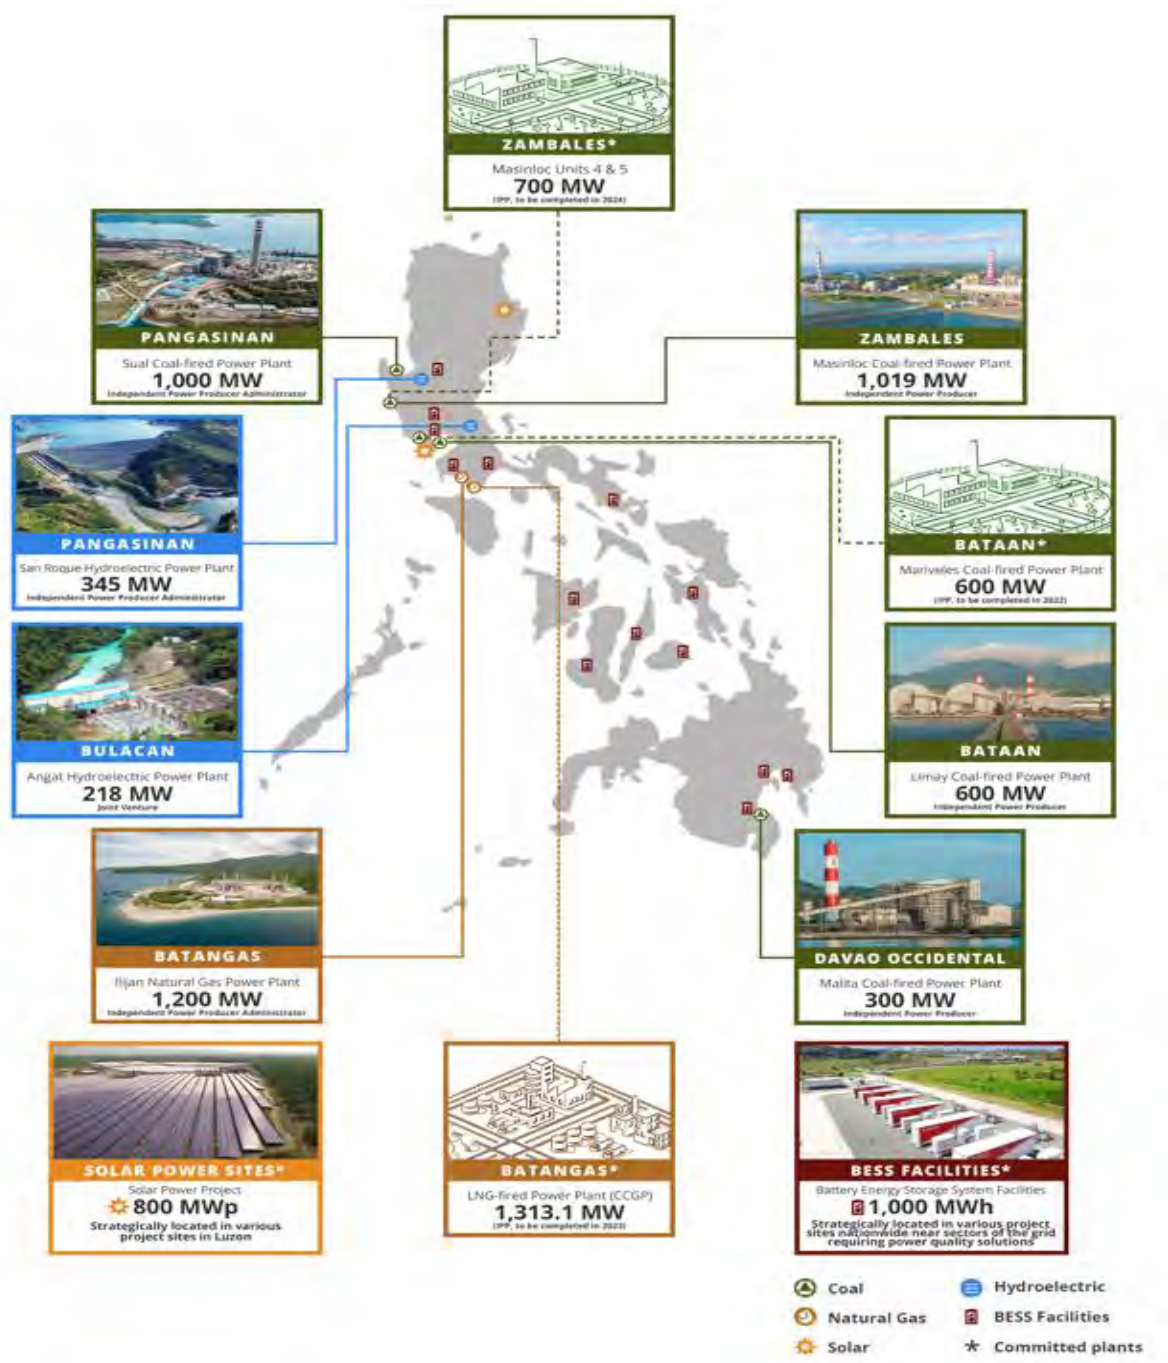 ZAMBALES*
Masinloc Units 4 & 5
700 MW
(IPP, to be completed in 2024)
PANGASINAN
Sual Coal-fired Power Plant
1,000 MW
Independent Power Producer Administrator
ZAMBALES
Masinloc Coal-fired Power Plant
1,019 MW
Independent Power Producer
PANGASINAN
San Roque Hydroelectric Power Plant
345 MW
Independent Power Producer Administrator
BATAAN*
Mariveles Coal-fired Power Plant
600 MW
(IPP, to be completed in 2022)
BULACAN
Angat Hydroelectric Power Plant
218 MW
Joint Venture
BATAAN
Limay Coal-fired Power Plant
600 MW
Independent Power Producer
BATANGAS
Ilijan Natural Gas Power Plant
1,200 MW
Independent Power Producer Administrator
DAVAO OCCIDENTAL
Malita Coal-fired Power Plant
300 MW
Independent Power Producer
SOLAR POWER SITES*
Solar Power Project
800 MWp
Strategically located in various
project sites in Luzon
BATANGAS*
LNG-fired Power Plant (CCGP)
1,313.1 MW
(IPP, to be completed in 2023)
BESS FACILITIES*
Battery Energy Storage System Facilities
1,000 MWh
Strategically located in various project
sites nationwide near sectors of the grid
requiring power quality solutions
Coal
Hydroelectric
Natural Gas
BESS Facilities
Solar
* Committed plants